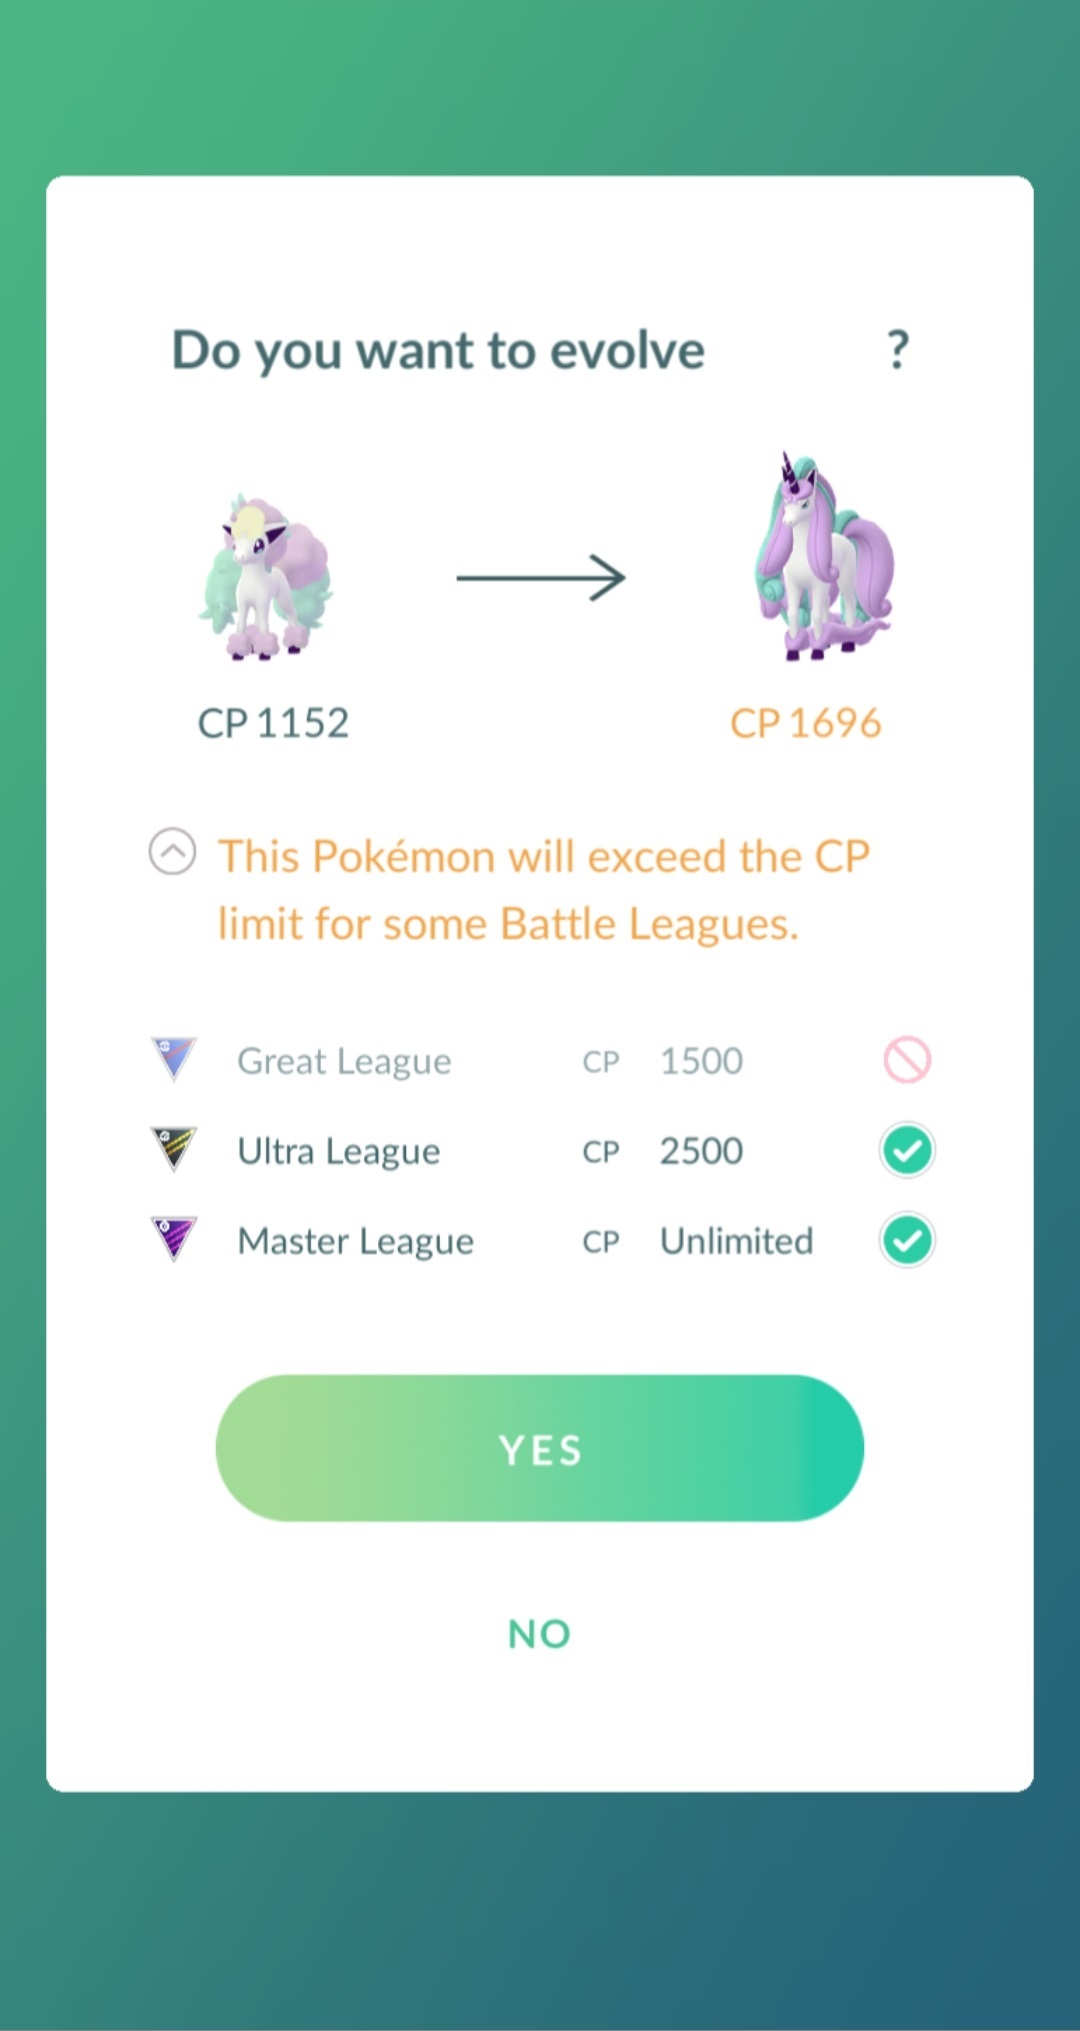 Do you want to evolve ?
CP 1152
CP 1696
This Pokémon will exceed the CP
limit for some Battle Leagues.
Great League CP 1500
Ultra League CP 2500
Master League CP Unlimited
YES
NO